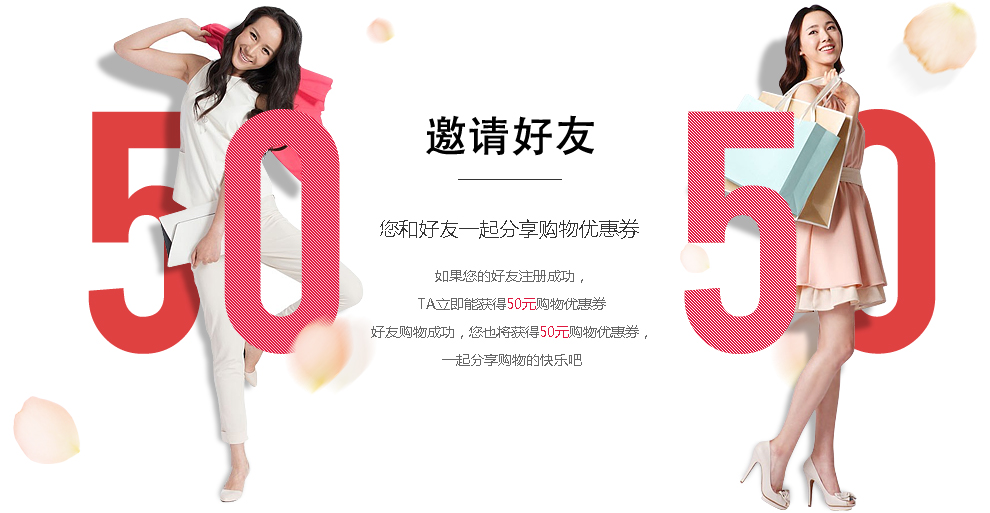 50
邀请好友
50
您和好友一起分享购物优惠券
如果您的好友注册成功，
TA立即能获得50元购物优惠券
好友购物成功，您也将获得50元购物优惠券，
一起分享购物的快乐吧